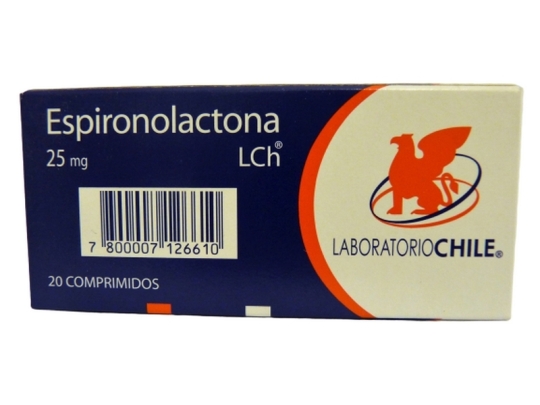 Espironolactona
25 mg LCh®
7 800007 126610
20 COMPRIMIDOS
LABORATORIOCHILE®